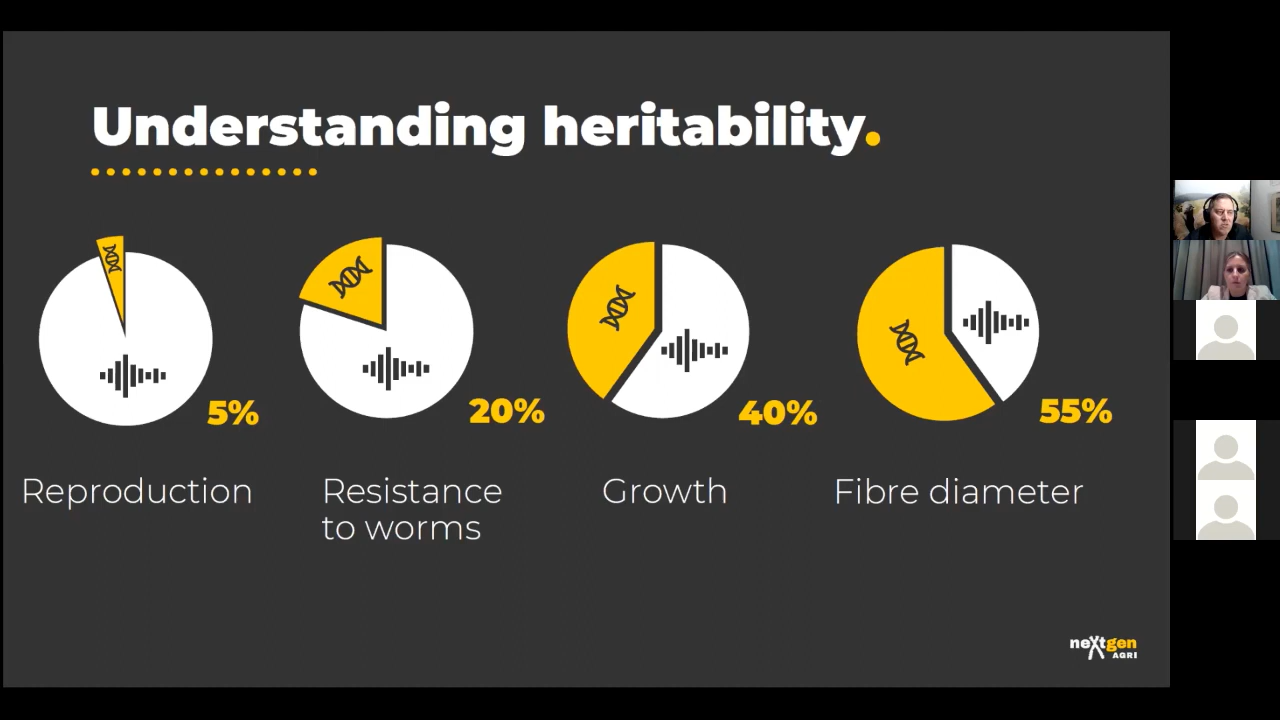 Understanding heritability.
5%
20%
40%
55%
Reproduction
Resistance
to worms
Growth
Fibre diameter
nextgen
AGRI